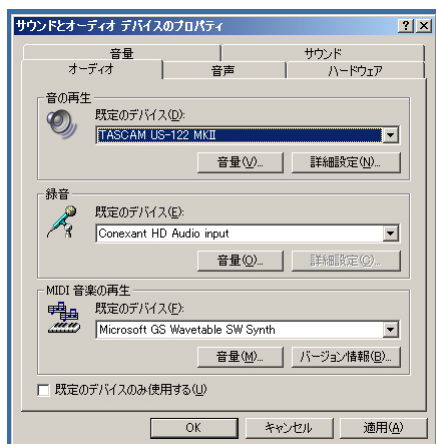 サウンドとオーディオ デバイスのプロパティ
音量 サウンド
オーディオ 音声 ハードウェア
音の再生
既定のデバイス(D):
TASCAM US-122 MKII
音量(V)... 詳細設定(N)...
録音
既定のデバイス(E):
Conexant HD Audio input
音量(O)... 詳細設定(C)...
MIDI 音楽の再生
既定のデバイス(F):
Microsoft GS Wavetable SW Synth
音量(M)... バージョン情報(B)...
既定のデバイスのみ使用する(U)
OK キャンセル 適用(A)